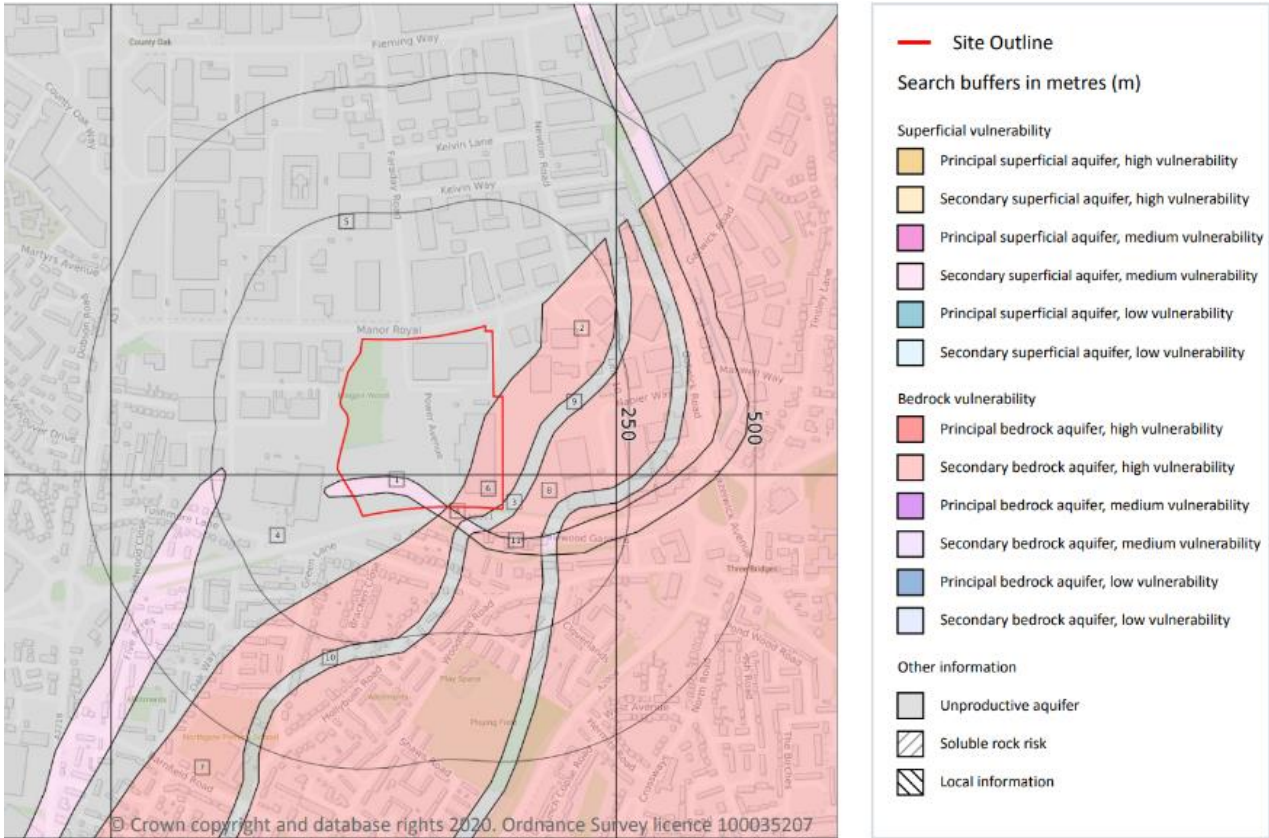 County Oak
Fleming Way
County Oak Way
Kelvin Lane
Newton Road
Faraday Road
Kelvin Way
5
Gatwick Road
Martyrs Avenue
Tinsley Lane
Manor Royal
2
Maxwell Way
Power Avenue
Napier Way
9
250
500
1
6
3
8
Tushmore Lane
4
11
Hazelwick Avenue
Green Lane
Three Bridges
Woodfield Road
Five Acres
10
Play Space
North Road
Allotments
Playing Field
Crossways
The Birches
7
© Crown copyright and database rights 2020. Ordnance Survey licence 100035207
Site Outline
Search buffers in metres (m)
Superficial vulnerability
Principal superficial aquifer, high vulnerability
Secondary superficial aquifer, high vulnerability
Principal superficial aquifer, medium vulnerability
Secondary superficial aquifer, medium vulnerability
Principal superficial aquifer, low vulnerability
Secondary superficial aquifer, low vulnerability
Bedrock vulnerability
Principal bedrock aquifer, high vulnerability
Secondary bedrock aquifer, high vulnerability
Principal bedrock aquifer, medium vulnerability
Secondary bedrock aquifer, medium vulnerability
Principal bedrock aquifer, low vulnerability
Secondary bedrock aquifer, low vulnerability
Other information
Unproductive aquifer
Soluble rock risk
Local information